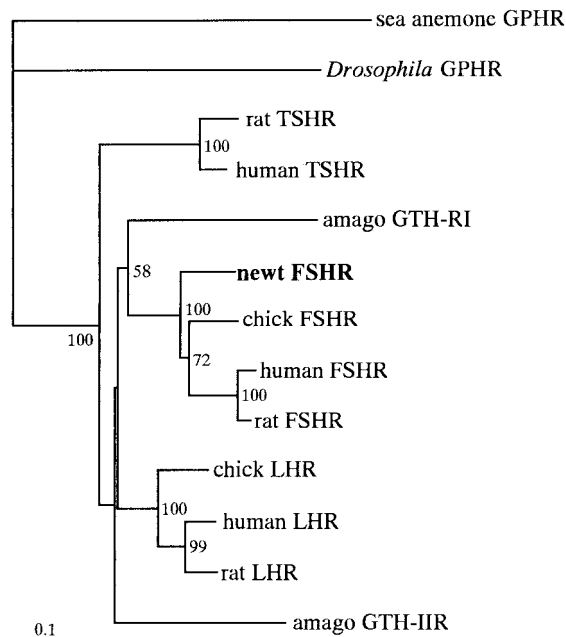 sea anemone GPHR
Drosophila GPHR
rat TSHR
100
human TSHR
amago GTH-RI
58
newt FSHR
100
chick FSHR
100
72
human FSHR
100
rat FSHR
chick LHR
100
human LHR
99
rat LHR
amago GTH-IIR
0.1